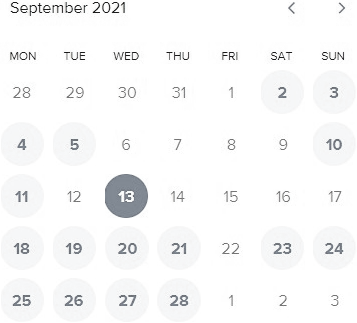 September 2021
MON TUE WED THU FRI SAT SUN
28 29 30 31 1 2 3
4 5 6 7 8 9 10
11 12 13 14 15 16 17
18 19 20 21 22 23 24
25 26 27 28 1 2 3